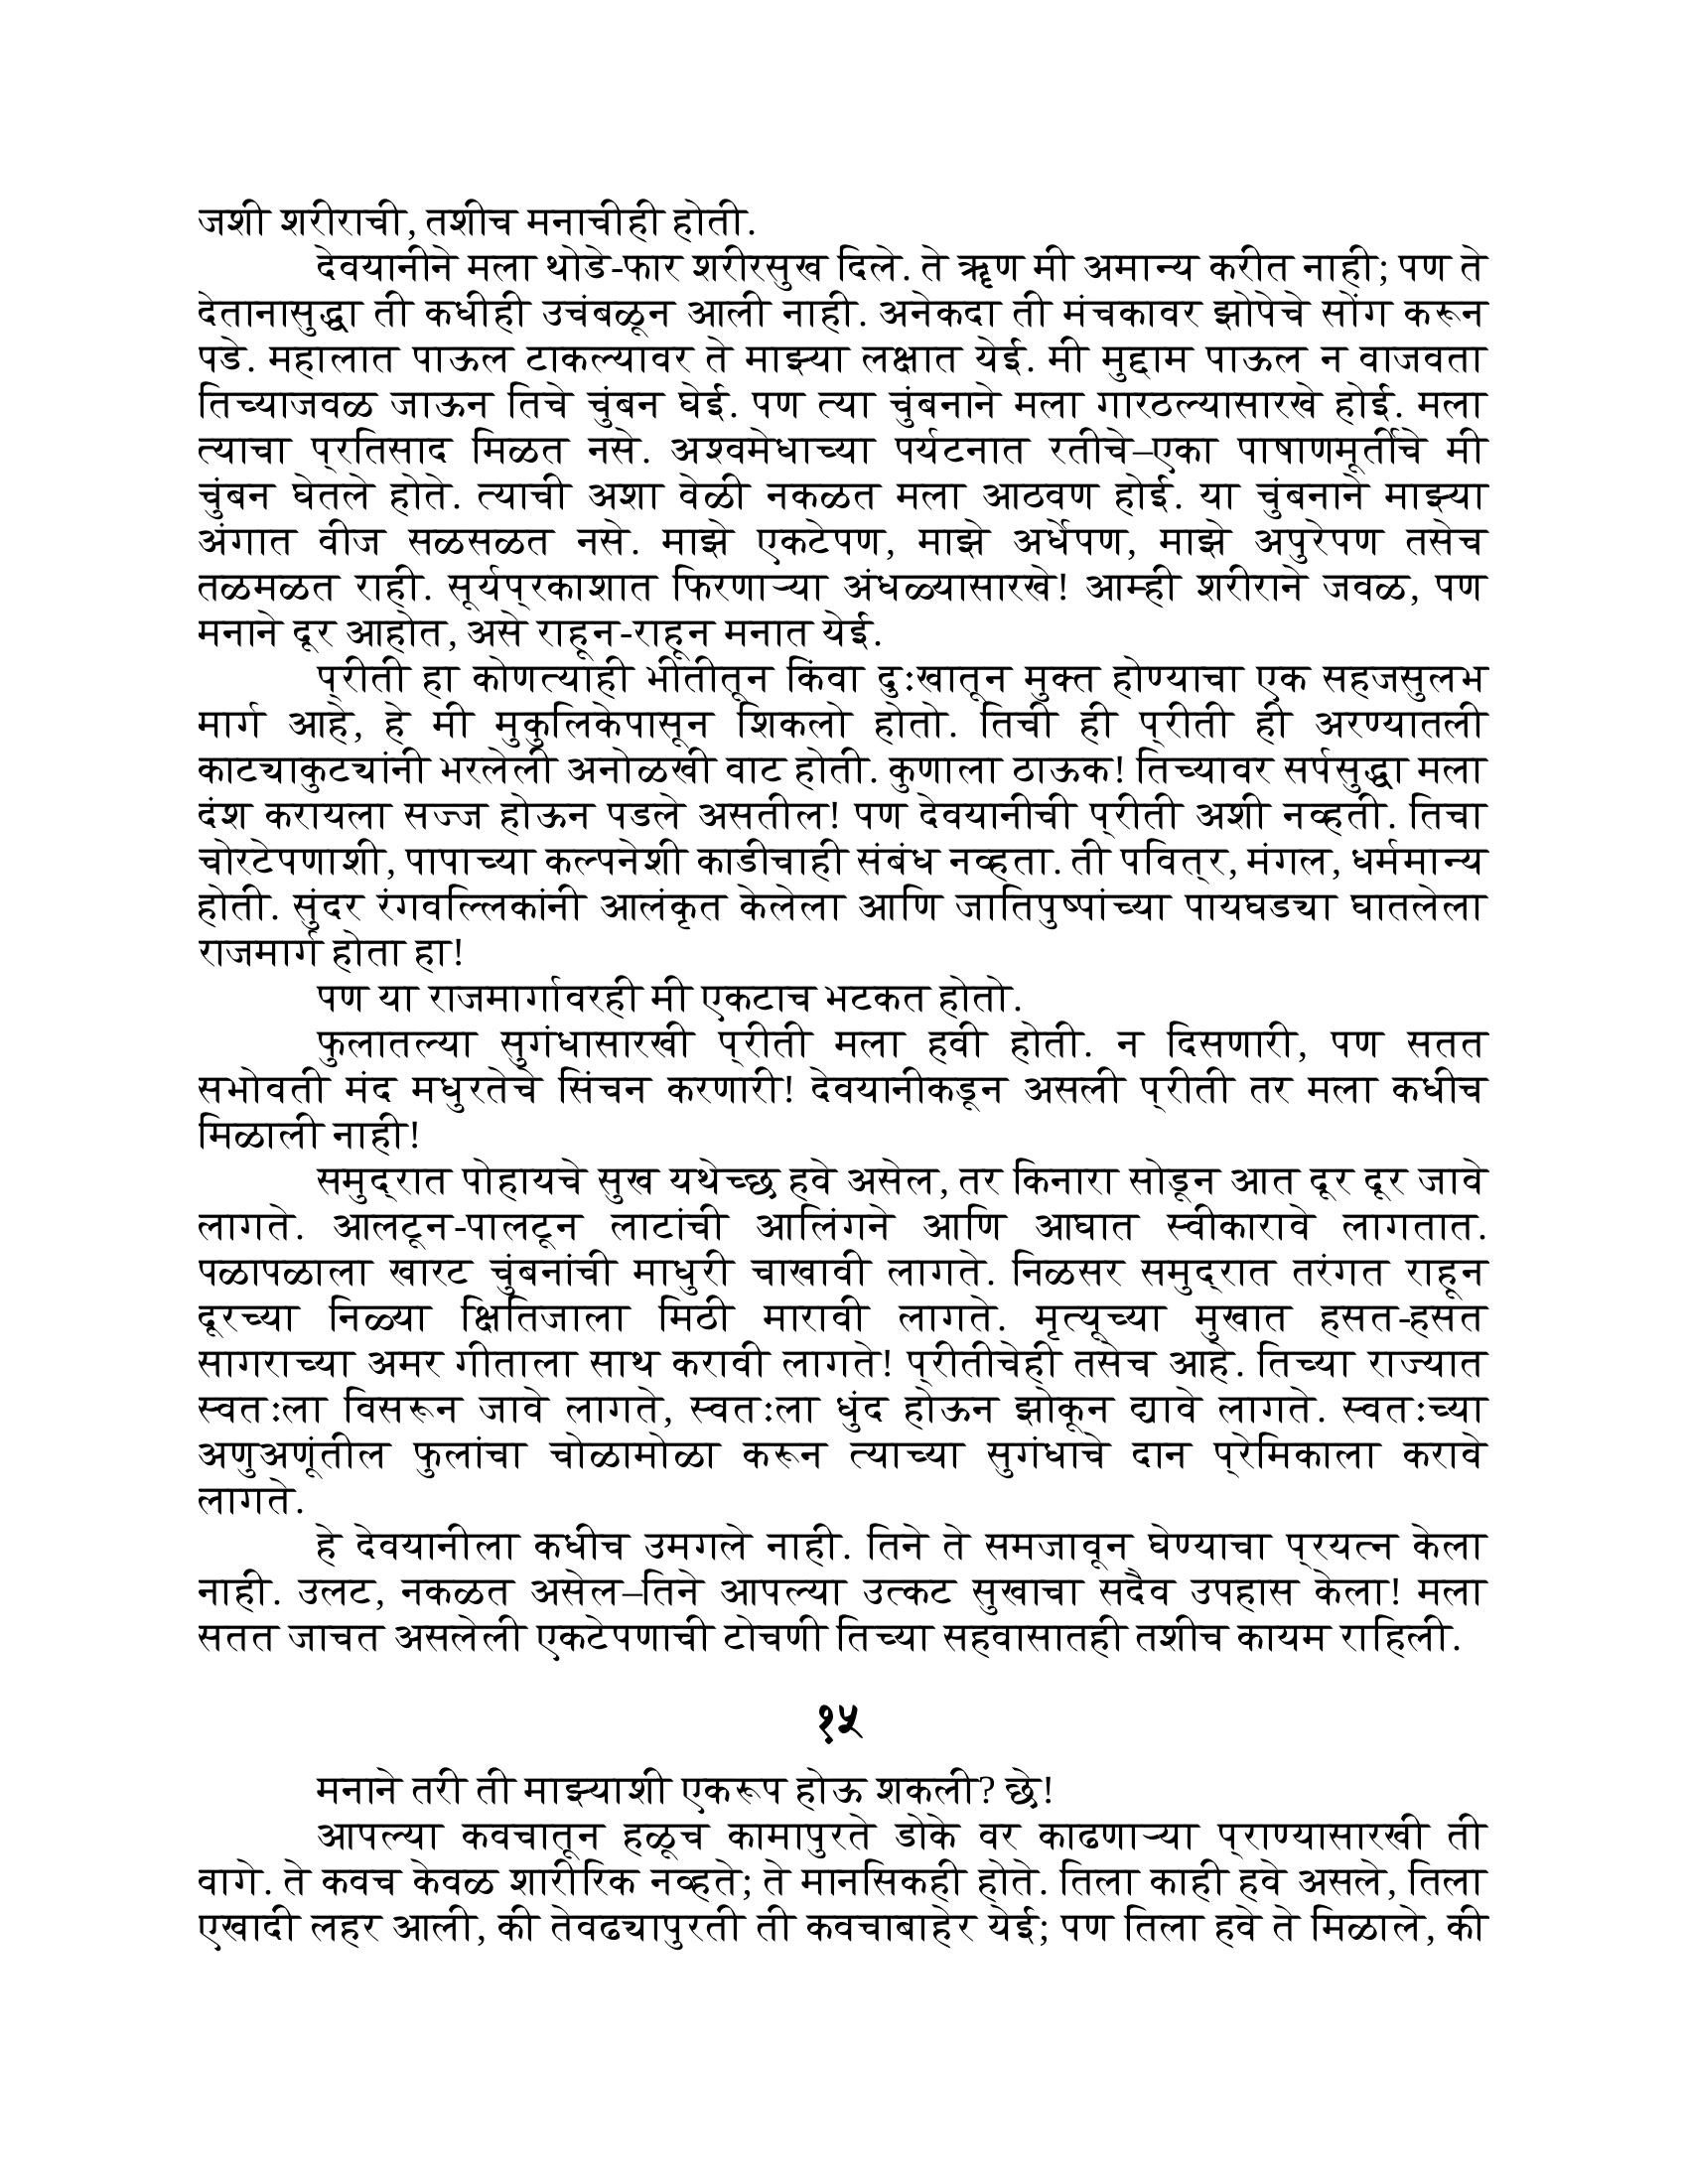 जशी शरीराची, तशीच मनाचीही होती.
देवयानीने मला थोडे-फार शरीरसुख दिले. ते ॠण मी अमान्य करीत नाही; पण ते
देतानासुद्धा ती कधीही उचंबळून आली नाही. अनेकदा ती मंचकावर झोपेचे सोंग करून
पडे. महालात पाऊल टाकल्यावर ते माझ्या लक्षात येई. मी मुद्दाम पाऊल न वाजवता
तिच्याजवळ जाऊन तिचे चुंबन घेई. पण त्या चुंबनाने मला गारठल्यासारखे होई. मला
त्याचा प्रतिसाद मिळत नसे. अश्वमेधाच्या पर्यटनात रतीचे–एका पाषाणमूर्तीचे मी
चुंबन घेतले होते. त्याची अशा वेळी नकळत मला आठवण होई. या चुंबनाने माझ्या
अंगात वीज सळसळत नसे. माझे एकटेपण, माझे अर्धेपण, माझे अपुरेपण तसेच
तळमळत राही. सूर्यप्रकाशात फिरणाऱ्या अंधळ्यासारखे! आम्ही शरीराने जवळ, पण
मनाने दूर आहोत, असे राहून-राहून मनात येई.
प्रीती हा कोणत्याही भीतीतून किंवा दुःखातून मुक्त होण्याचा एक सहजसुलभ
मार्ग आहे, हे मी मुकुलिकेपासून शिकलो होतो. तिची ही प्रीती ही अरण्यातली
काट्याकुट्यांनी भरलेली अनोळखी वाट होती. कुणाला ठाऊक! तिच्यावर सर्पसुद्धा मला
दंश करायला सज्ज होऊन पडले असतील! पण देवयानीची प्रीती अशी नव्हती. तिचा
चोरटेपणाशी, पापाच्या कल्पनेशी काडीचाही संबंध नव्हता. ती पवित्र, मंगल, धर्ममान्य
होती. सुंदर रंगवल्लिकांनी आलंकृत केलेला आणि जातिपुष्पांच्या पायघड्या घातलेला
राजमार्ग होता हा!
पण या राजमार्गावरही मी एकटाच भटकत होतो.
फुलातल्या सुगंधासारखी प्रीती मला हवी होती. न दिसणारी, पण सतत
सभोवती मंद मधुरतेचे सिंचन करणारी! देवयानीकडून असली प्रीती तर मला कधीच
मिळाली नाही!
समुद्रात पोहायचे सुख यथेच्छ हवे असेल, तर किनारा सोडून आत दूर दूर जावे
लागते. आलटून-पालटून लाटांची आलिंगने आणि आघात स्वीकारावे लागतात.
पळापळाला खारट चुंबनांची माधुरी चाखावी लागते. निळसर समुद्रात तरंगत राहून
दूरच्या निळ्या क्षितिजाला मिठी मारावी लागते. मृत्यूच्या मुखात हसत-हसत
सागराच्या अमर गीताला साथ करावी लागते! प्रीतीचेही तसेच आहे. तिच्या राज्यात
स्वतःला विसरून जावे लागते, स्वतःला धुंद होऊन झोकून द्यावे लागते. स्वतःच्या
अणुअणूंतील फुलांचा चोळामोळा करून त्याच्या सुगंधाचे दान प्रेमिकाला करावे
लागते.
हे देवयानीला कधीच उमगले नाही. तिने ते समजावून घेण्याचा प्रयत्न केला
नाही. उलट, नकळत असेल–तिने आपल्या उत्कट सुखाचा सदैव उपहास केला! मला
सतत जाचत असलेली एकटेपणाची टोचणी तिच्या सहवासातही तशीच कायम राहिली.
१५
मनाने तरी ती माझ्याशी एकरूप होऊ शकली? छे!
आपल्या कवचातून हळूच कामापुरते डोके वर काढणाऱ्या प्राण्यासारखी ती
वागे. ते कवच केवळ शारीरिक नव्हते; ते मानसिकही होते. तिला काही हवे असले, तिला
एखादी लहर आली, की तेवढ्यापुरती ती कवचाबाहेर येई; पण तिला हवे ते मिळाले, की